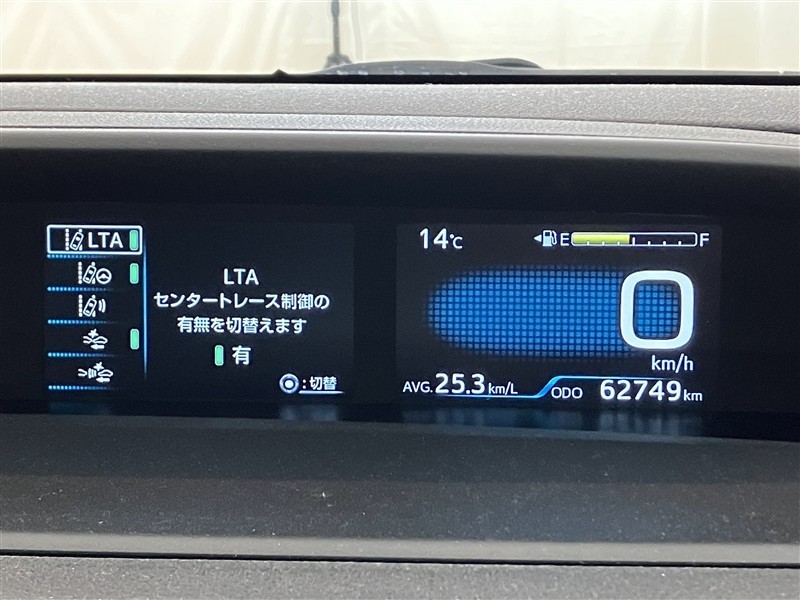 LTA
LTA
センタートレース制御の
有無を切替えます
有
:切替
14℃
E F
0
km/h
AVG. 25.3 km/L
ODO 62749 km